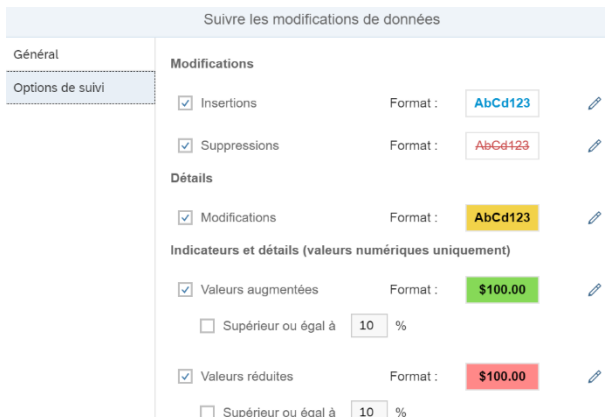 Suivre les modifications de données
Général
Options de suivi
Modifications
Insertions Format : AbCd123
Suppressions Format : AbCd123
Détails
Modifications Format : AbCd123
Indicateurs et détails (valeurs numériques uniquement)
Valeurs augmentées Format : $100.00
Supérieur ou égal à 10 %
Valeurs réduites Format : $100.00
Supérieur ou égal à 10 %